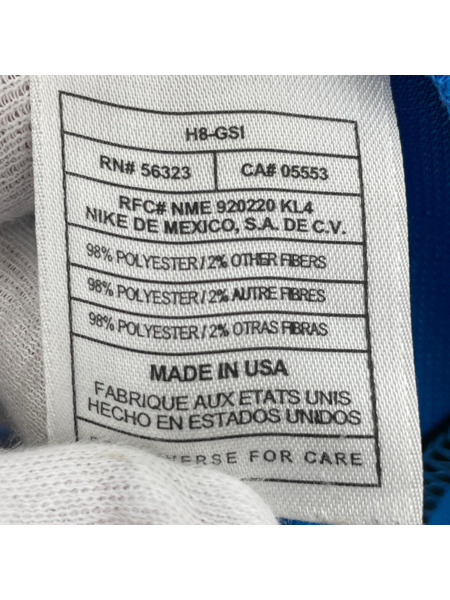 H8-GSI
RN# 56323
CA# 05553
RFC# NME 920220 KL4
NIKE DE MEXICO, S.A. DE C.V.
98% POLYESTER / 2% OTHER FIBERS
98% POLYESTER / 2% AUTRE FIBRES
98% POLYESTER / 2% OTRAS FIBRAS
MADE IN USA
FABRIQUE AUX ETATS UNIS
HECHO EN ESTADOS UNIDOS
FOR CARE